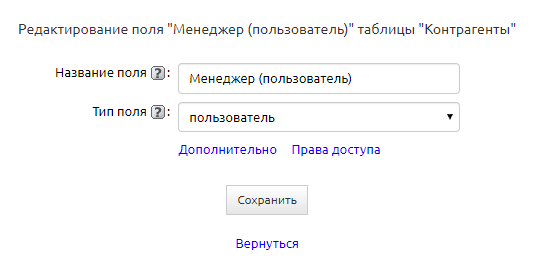 Редактирование поля "Менеджер (пользователь)" таблицы "Контрагенты"
Название поля ? : Менеджер (пользователь)
Тип поля ? : пользователь
Дополнительно Права доступа
Сохранить
Вернуться